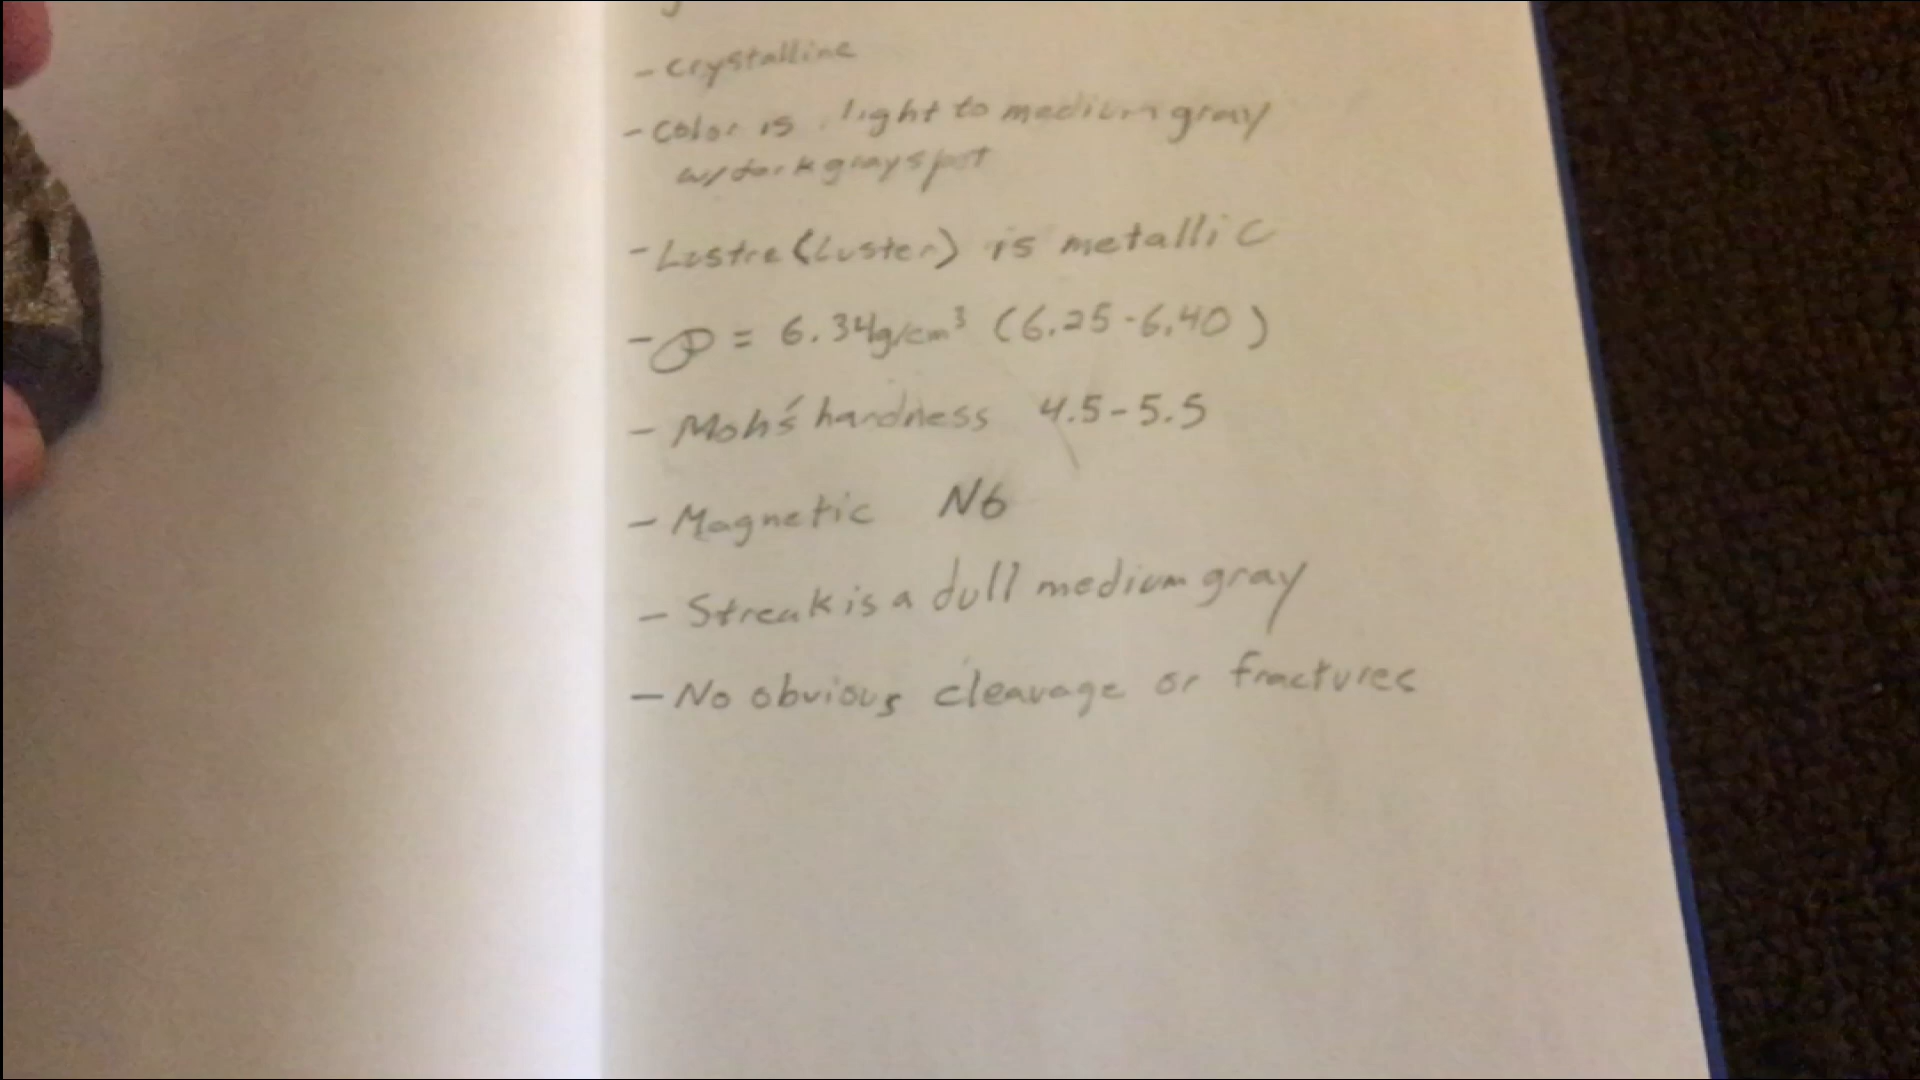 - Crystalline
- Color is light to medium gray
w/dark gray spot
- Lustre (Luster) is metallic
- ρ = 6.34g/cm³ (6.25-6.40)
- Moh's hardness 4.5-5.5
- Magnetic NO
- Streak is a dull medium gray
- No obvious cleavage or fractures